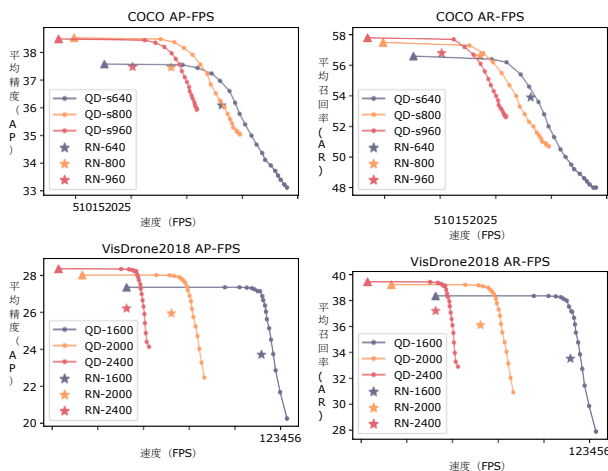 COCO AP-FPS
平均精度（AP）
38
37
36
35
34
33
QD-s640
QD-s800
QD-s960
RN-640
RN-800
RN-960
510152025
速度（FPS）
COCO AR-FPS
平均召回率（AR）
58
56
54
52
50
48
QD-s640
QD-s800
QD-s960
RN-640
RN-800
RN-960
510152025
速度（FPS）
VisDrone2018 AP-FPS
平均精度（AP）
28
26
24
22
20
QD-1600
QD-2000
QD-2400
RN-1600
RN-2000
RN-2400
123456
速度（FPS）
VisDrone2018 AR-FPS
平均召回率（AR）
40
38
36
34
32
30
28
QD-1600
QD-2000
QD-2400
RN-1600
RN-2000
RN-2400
123456
速度（FPS）